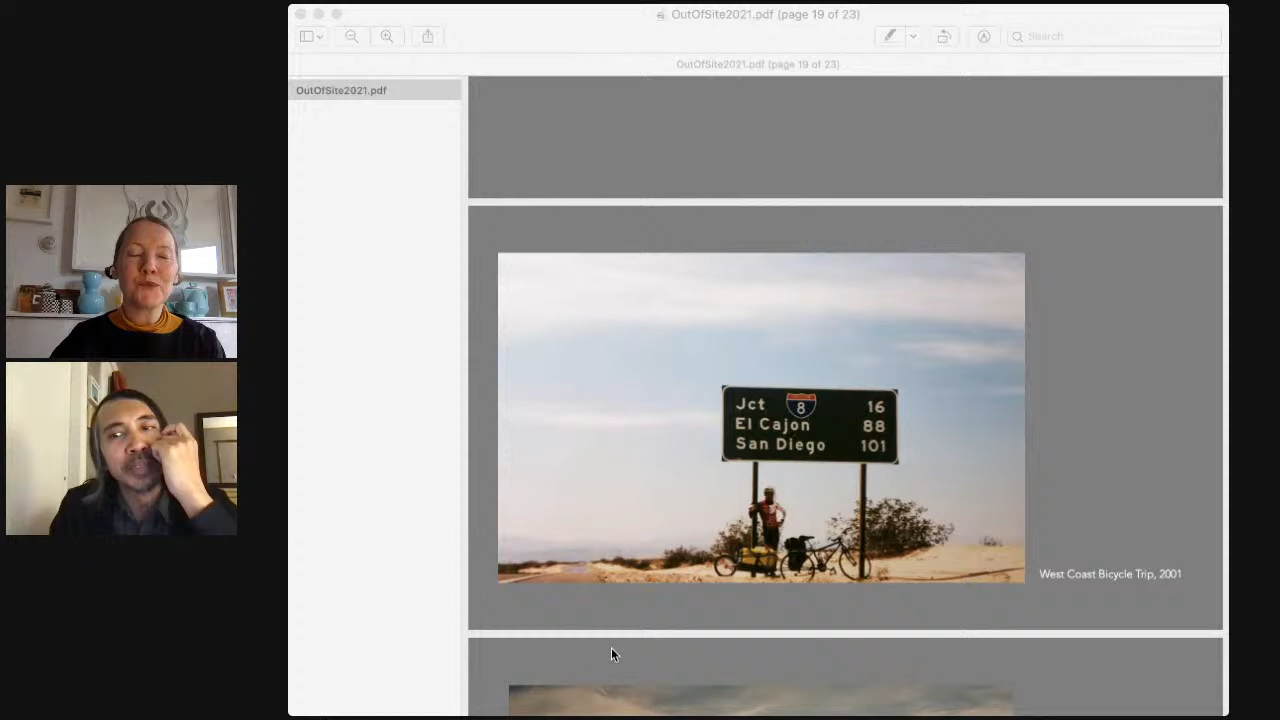 OutOfSite2021.pdf (page 19 of 23)
Search
OutOfSite2021.pdf (page 19 of 23)
OutOfSite2021.pdf
Jct 8 16
El Cajon 88
San Diego 101
West Coast Bicycle Trip, 2001